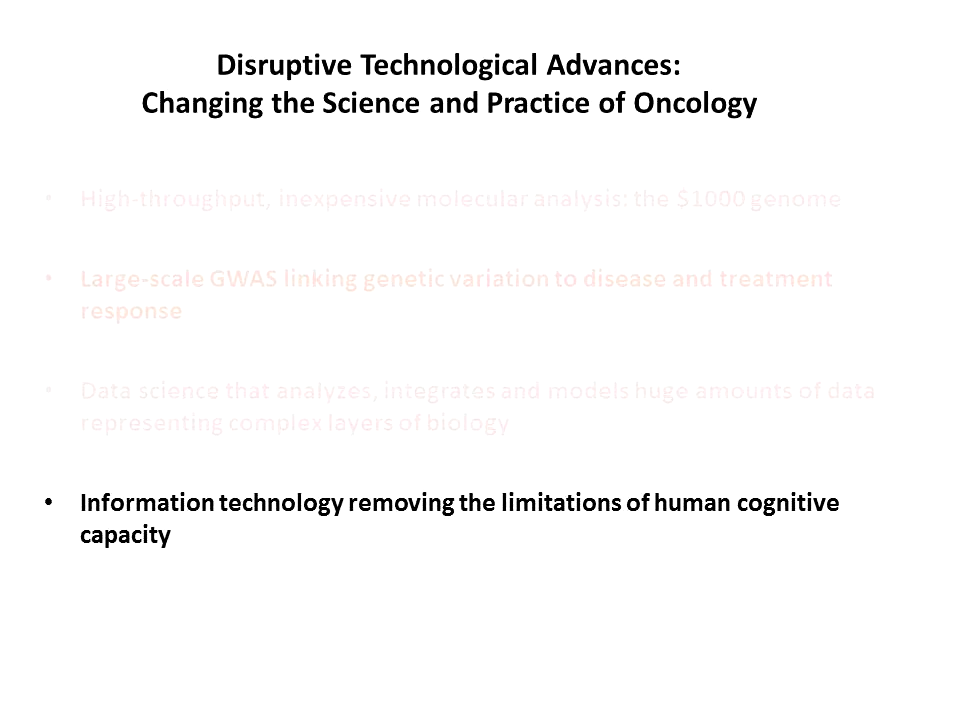 Disruptive Technological Advances:
Changing the Science and Practice of Oncology
• High-throughput, inexpensive molecular analysis: the $1000 genome
• Large-scale GWAS linking genetic variation to disease and treatment
response
• Data science that analyzes, integrates and models huge amounts of data
representing complex layers of biology
• Information technology removing the limitations of human cognitive
capacity